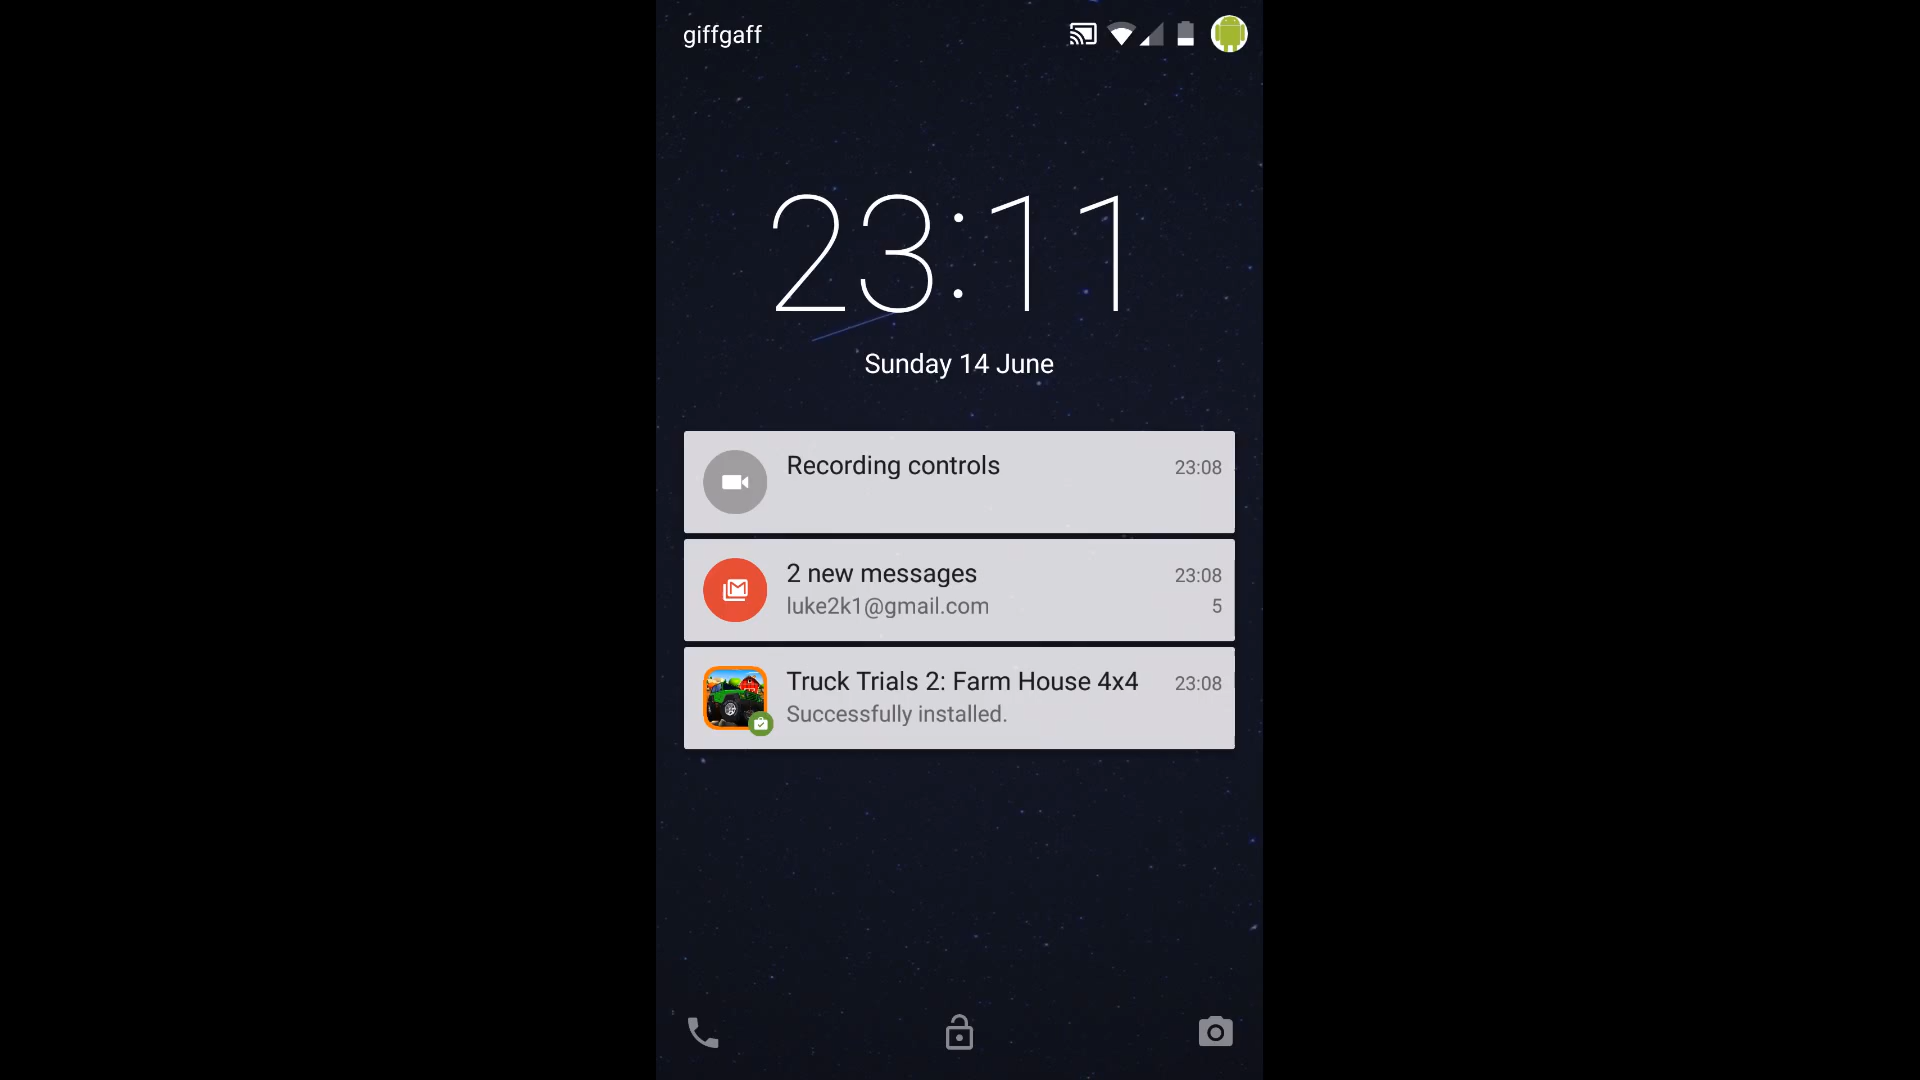 giffgaff
23:11
Sunday 14 June
Recording controls 23:08
2 new messages 23:08
luke2k1@gmail.com 5
Truck Trials 2: Farm House 4x4 23:08
Successfully installed.